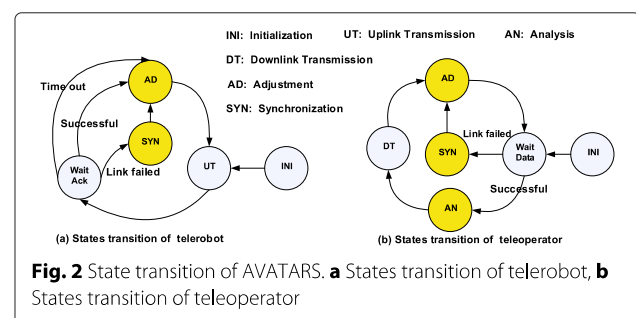 INI: Initialization UT: Uplink Transmission AN: Analysis
DT: Downlink Transmission
AD: Adjustment
SYN: Synchronization
Time out
AD
Successful
SYN
Link failed
Wait
Ack
UT
INI
(a) States transition of telerobot
AD
Link failed
DT
SYN
Wait
Data
INI
Successful
AN
(b) States transition of teleoperator
Fig. 2 State transition of AVATARS. a States transition of telerobot, b
States transition of teleoperator